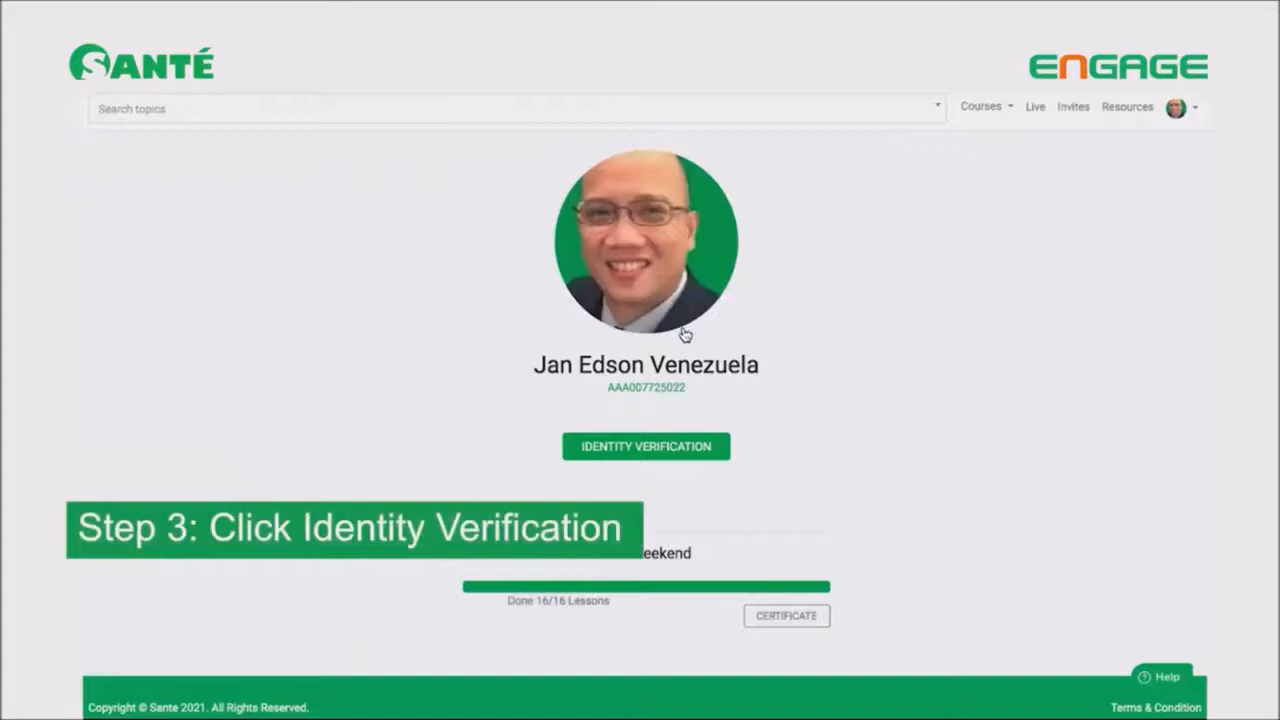 SANTÉ
ENGAGE
Search topics
Courses
Live
Invites
Resources
Jan Edson Venezuela
AAA007725022
IDENTITY VERIFICATION
Step 3: Click Identity Verification
eekend
Done 16/16 Lessons
CERTIFICATE
Help
Copyright © Sante 2021. All Rights Reserved.
Terms & Condition